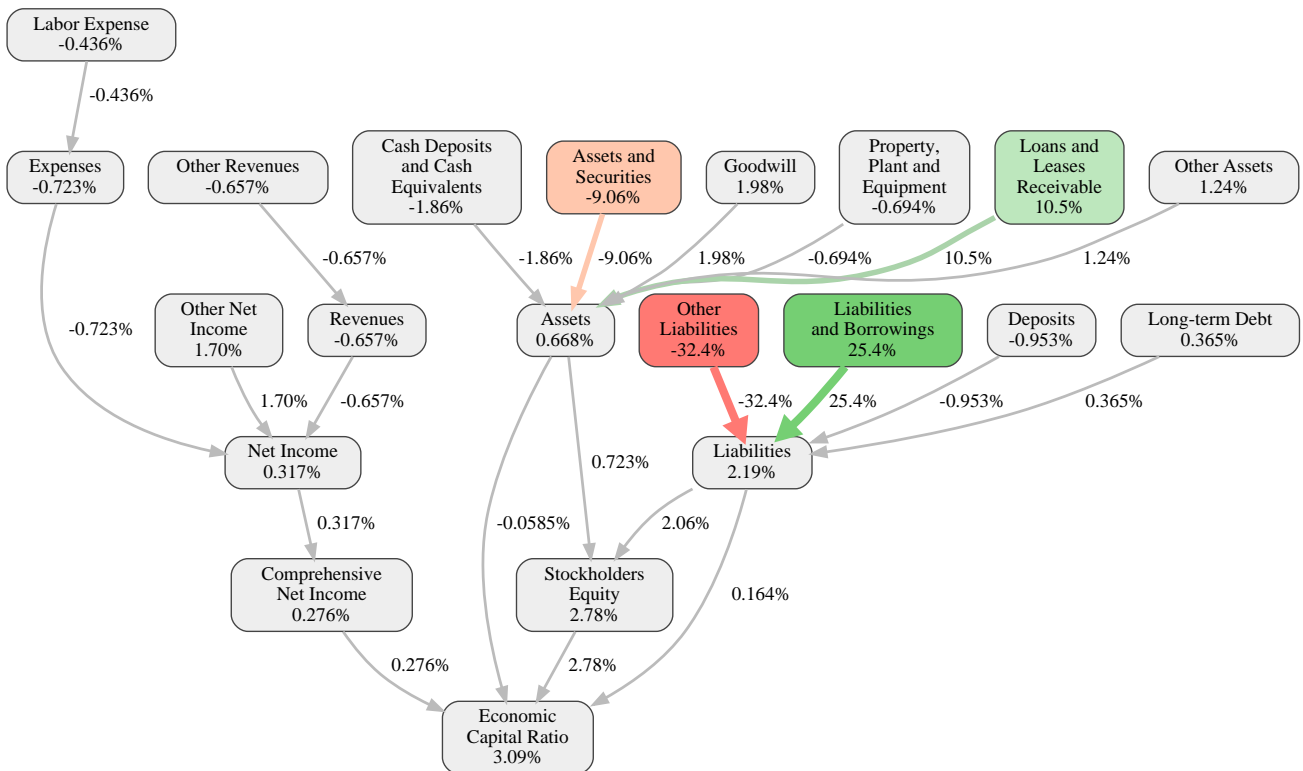 Labor Expense
-0.436%
-0.436%
Expenses
-0.723%
Other Revenues
-0.657%
Cash Deposits
and Cash
Equivalents
-1.86%
Assets and
Securities
-9.06%
Goodwill
1.98%
Property,
Plant and
Equipment
-0.694%
Loans and
Leases
Receivable
10.5%
Other Assets
1.24%
-0.657%
-1.86%
-9.06%
1.98%
-0.694%
10.5%
1.24%
-0.723%
Other Net
Income
1.70%
Revenues
-0.657%
Assets
0.668%
Other
Liabilities
-32.4%
Liabilities
and Borrowings
25.4%
Deposits
-0.953%
Long-term Debt
0.365%
1.70%
-0.657%
-32.4%
25.4%
-0.953%
0.365%
Net Income
0.317%
0.723%
Liabilities
2.19%
0.317%
-0.0585%
2.06%
Comprehensive
Net Income
0.276%
Stockholders
Equity
2.78%
0.164%
0.276%
2.78%
Economic
Capital Ratio
3.09%